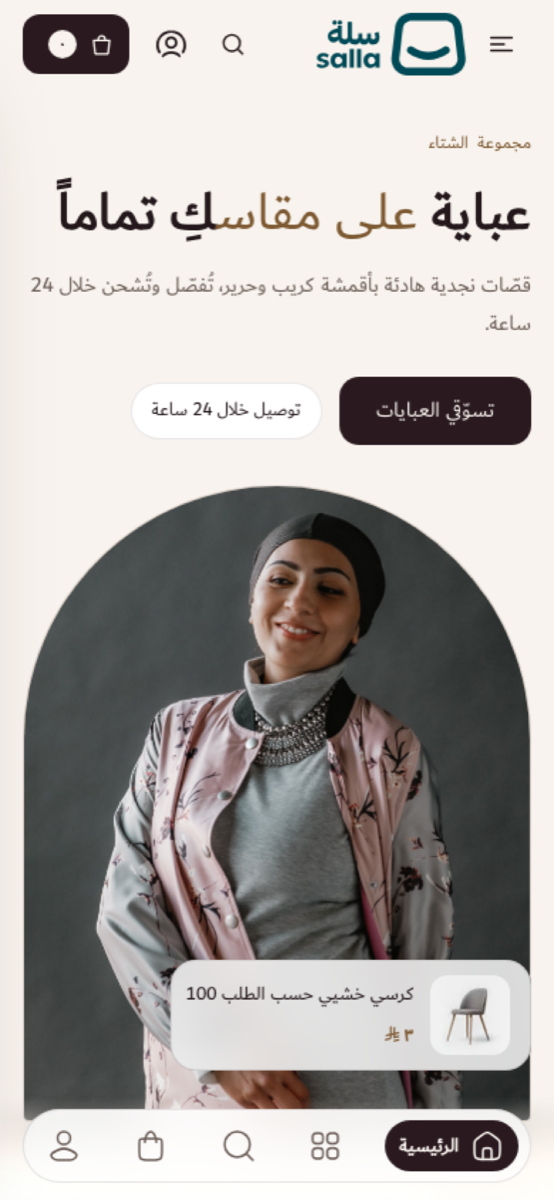 سلة
salla
مجموعة الشتاء
عباية على مقاسكِ تماماً
قصّات نجدية هادئة بأقمشة كريب وحرير، تُفصّل وتُشحن خلال 24
ساعة.
تسوّقي العبايات
توصيل خلال 24 ساعة
كرسي خشبي حسب الطلب 100
٣
الرئيسية